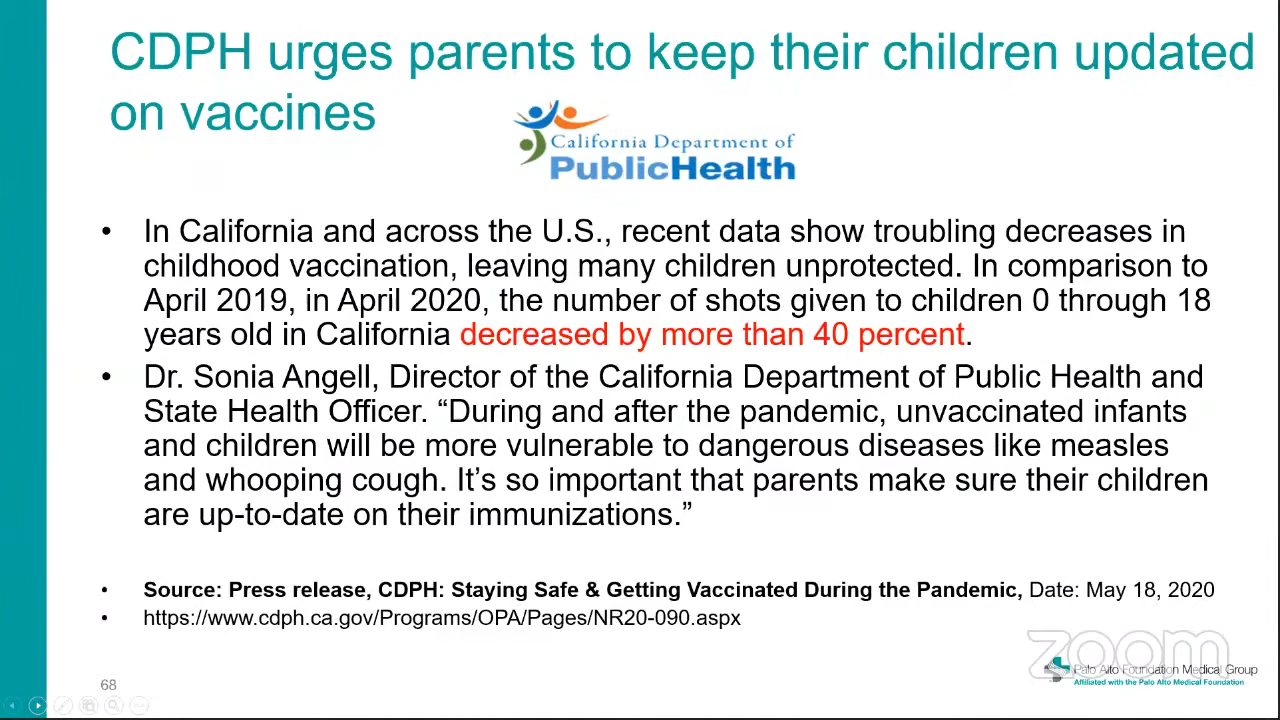 CDPH urges parents to keep their children updated
on vaccines
California Department of
PublicHealth
• In California and across the U.S., recent data show troubling decreases in
childhood vaccination, leaving many children unprotected. In comparison to
April 2019, in April 2020, the number of shots given to children 0 through 18
years old in California decreased by more than 40 percent.
• Dr. Sonia Angell, Director of the California Department of Public Health and
State Health Officer. “During and after the pandemic, unvaccinated infants
and children will be more vulnerable to dangerous diseases like measles
and whooping cough. It’s so important that parents make sure their children
are up-to-date on their immunizations.”
• Source: Press release, CDPH: Staying Safe & Getting Vaccinated During the Pandemic, Date: May 18, 2020
• https://www.cdph.ca.gov/Programs/OPA/Pages/NR20-090.aspx
zoom
Palo Alto Foundation Medical Group
Affiliated with the Palo Alto Medical Foundation
68